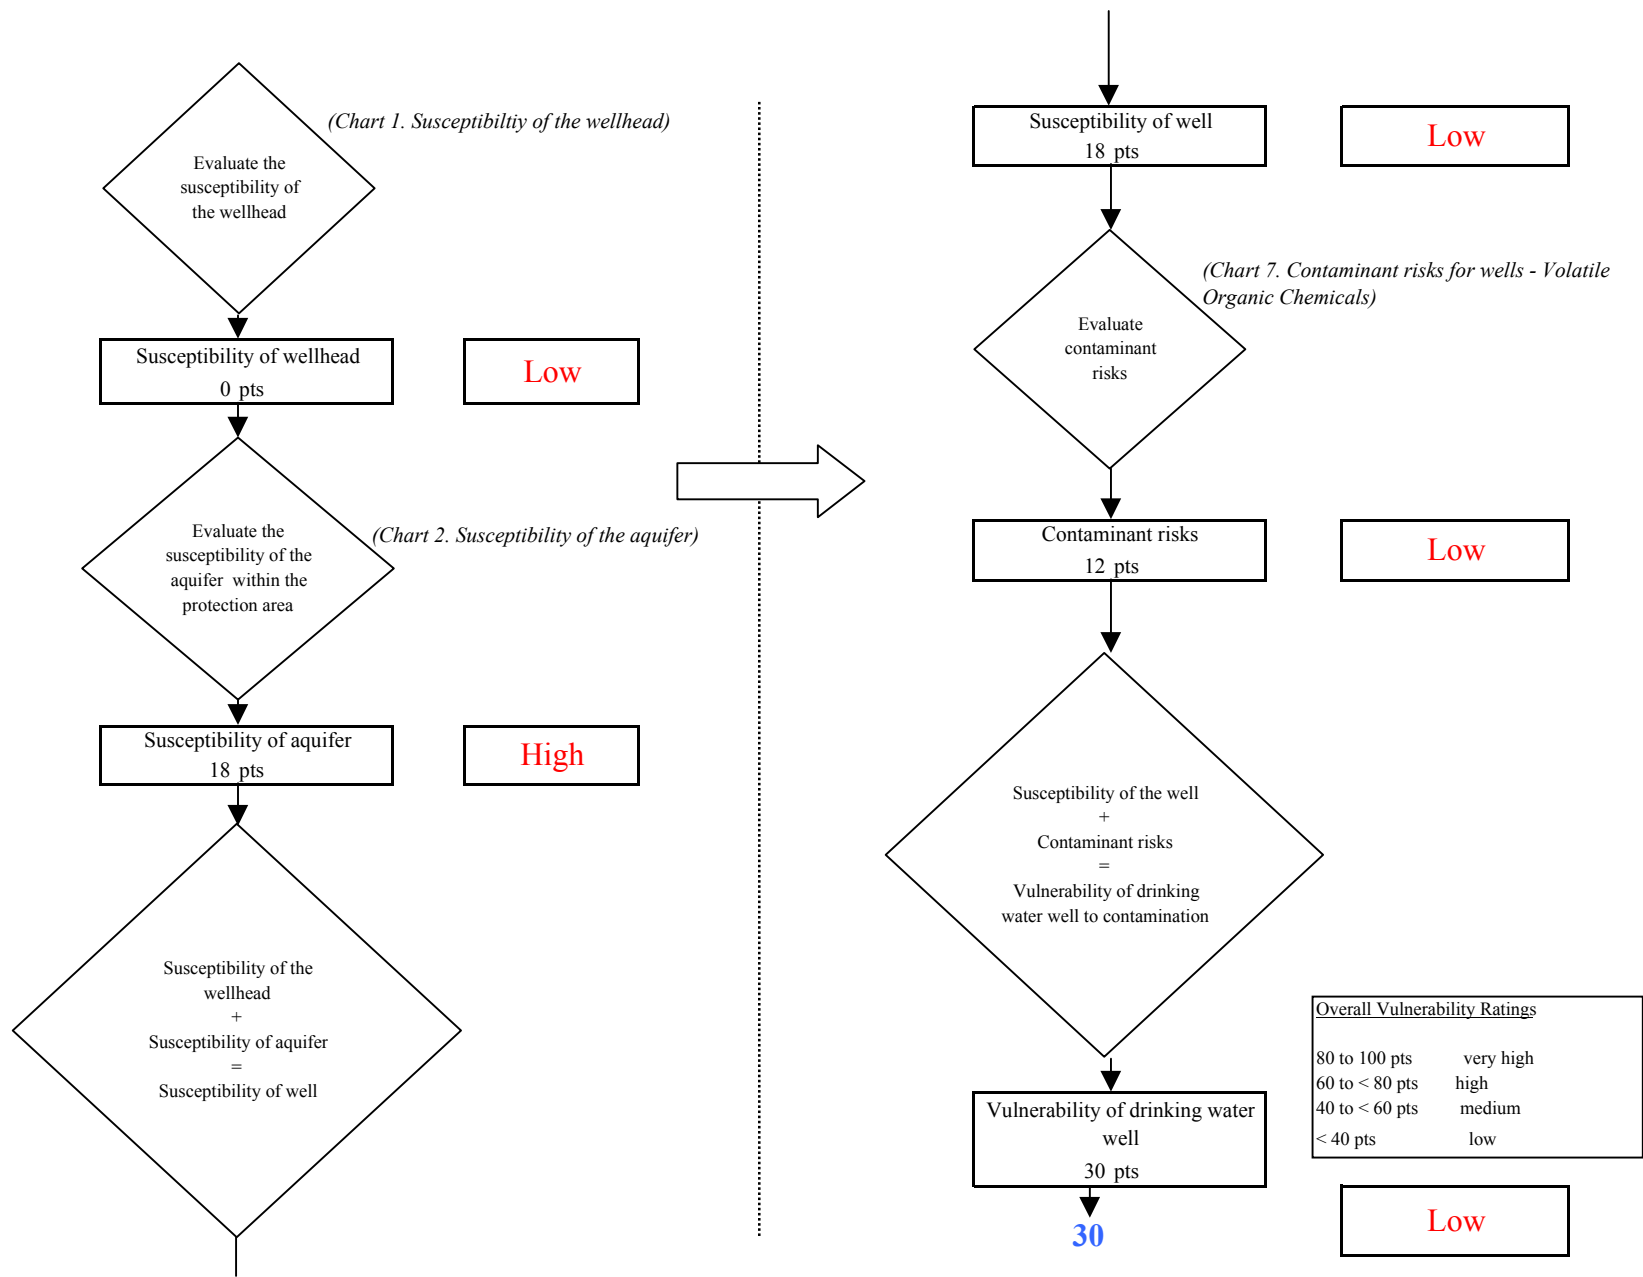 (Chart 1. Susceptibiltiy of the wellhead)
Evaluate the
susceptibility of
the wellhead
Susceptibility of wellhead
0 pts
Low
(Chart 2. Susceptibility of the aquifer)
Evaluate the
susceptibility of the
aquifer within the
protection area
Susceptibility of aquifer
18 pts
High
Susceptibility of the
wellhead
+
Susceptibility of aquifer
=
Susceptibility of well
Susceptibility of well
18 pts
Low
(Chart 7. Contaminant risks for wells - Volatile
Organic Chemicals)
Evaluate
contaminant
risks
Contaminant risks
12 pts
Low
Susceptibility of the well
+
Contaminant risks
=
Vulnerability of drinking
water well to contamination
Overall Vulnerability Ratings
80 to 100 pts very high
60 to < 80 pts high
40 to < 60 pts medium
< 40 pts low
Vulnerability of drinking water
well
30 pts
30
Low